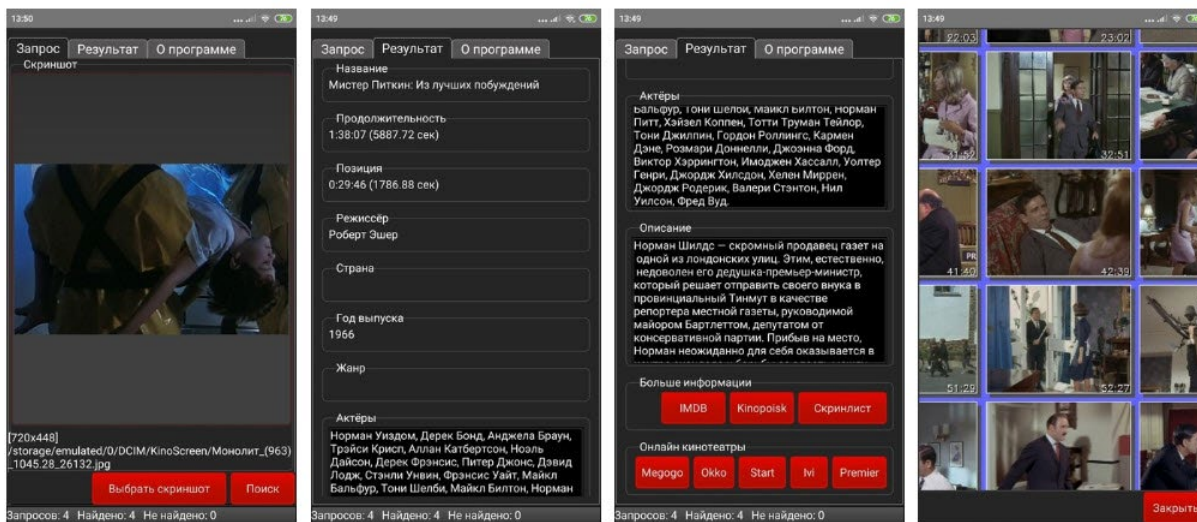 13:50
Запрос Результат О программе
Скриншот
[720x448]
/storage/emulated/0/DCIM/KinoScreen/Монолит_(963)
_1045.28_26132.jpg
Выбрать скриншот Поиск
Запросов: 4 Найдено: 4 Не найдено: 0
13:49
Запрос Результат О программе
Название
Мистер Питкин: Из лучших побуждений
Продолжительность
1:38:07 (5887.72 сек)
Позиция
0:29:46 (1786.88 сек)
Режиссёр
Роберт Эшер
Страна
Год выпуска
1966
Жанр
Актёры
Норман Уиздом, Дерек Бонд, Анджела Браун,
Трэйси Крисп, Аллан Катбертсон, Ноэль
Дайсон, Дерек Фрэнсис, Питер Джонс, Дэвид
Лодж, Стэнли Унвин, Фрэнсис Уайт, Майкл
Бальфур, Тони Шелби, Майкл Билтон, Норман
Запросов: 4 Найдено: 4 Не найдено: 0
13:49
Запрос Результат О программе
Актёры
Бальфур, Тони Шелби, Майкл Билтон, Норман
Питт, Хэйзел Коппен, Тотти Труман Тейлор,
Тони Джилпин, Гордон Роллингс, Кармен
Дэне, Розмари Доннелли, Джоэнна Форд,
Виктор Хэррингтон, Имоджен Хассалл, Уолтер
Генри, Джордж Хилсдон, Хелен Миррен,
Джордж Родерик, Валери Стэнтон, Нил
Уилсон, Фред Вуд.
Описание
Норман Шилдс — скромный продавец газет на
одной из лондонских улиц. Этим, естественно,
недоволен его дедушка-премьер-министр,
который решает отправить своего внука в
провинциальный Тинмут в качестве
репортера местной газеты, руководимой
майором Бартлеттом, депутатом от
консервативной партии. Прибыв на место,
Норман неожиданно для себя оказывается в
Больше информации
IMDB Kinopoisk Скринлист
Онлайн кинотеатры
Megogo Okko Start Ivi Premier
Запросов: 4 Найдено: 4 Не найдено: 0
13:49
22:03 23:02
31:52 32:51
41:40 42:39
51:29 52:27
Закрыть